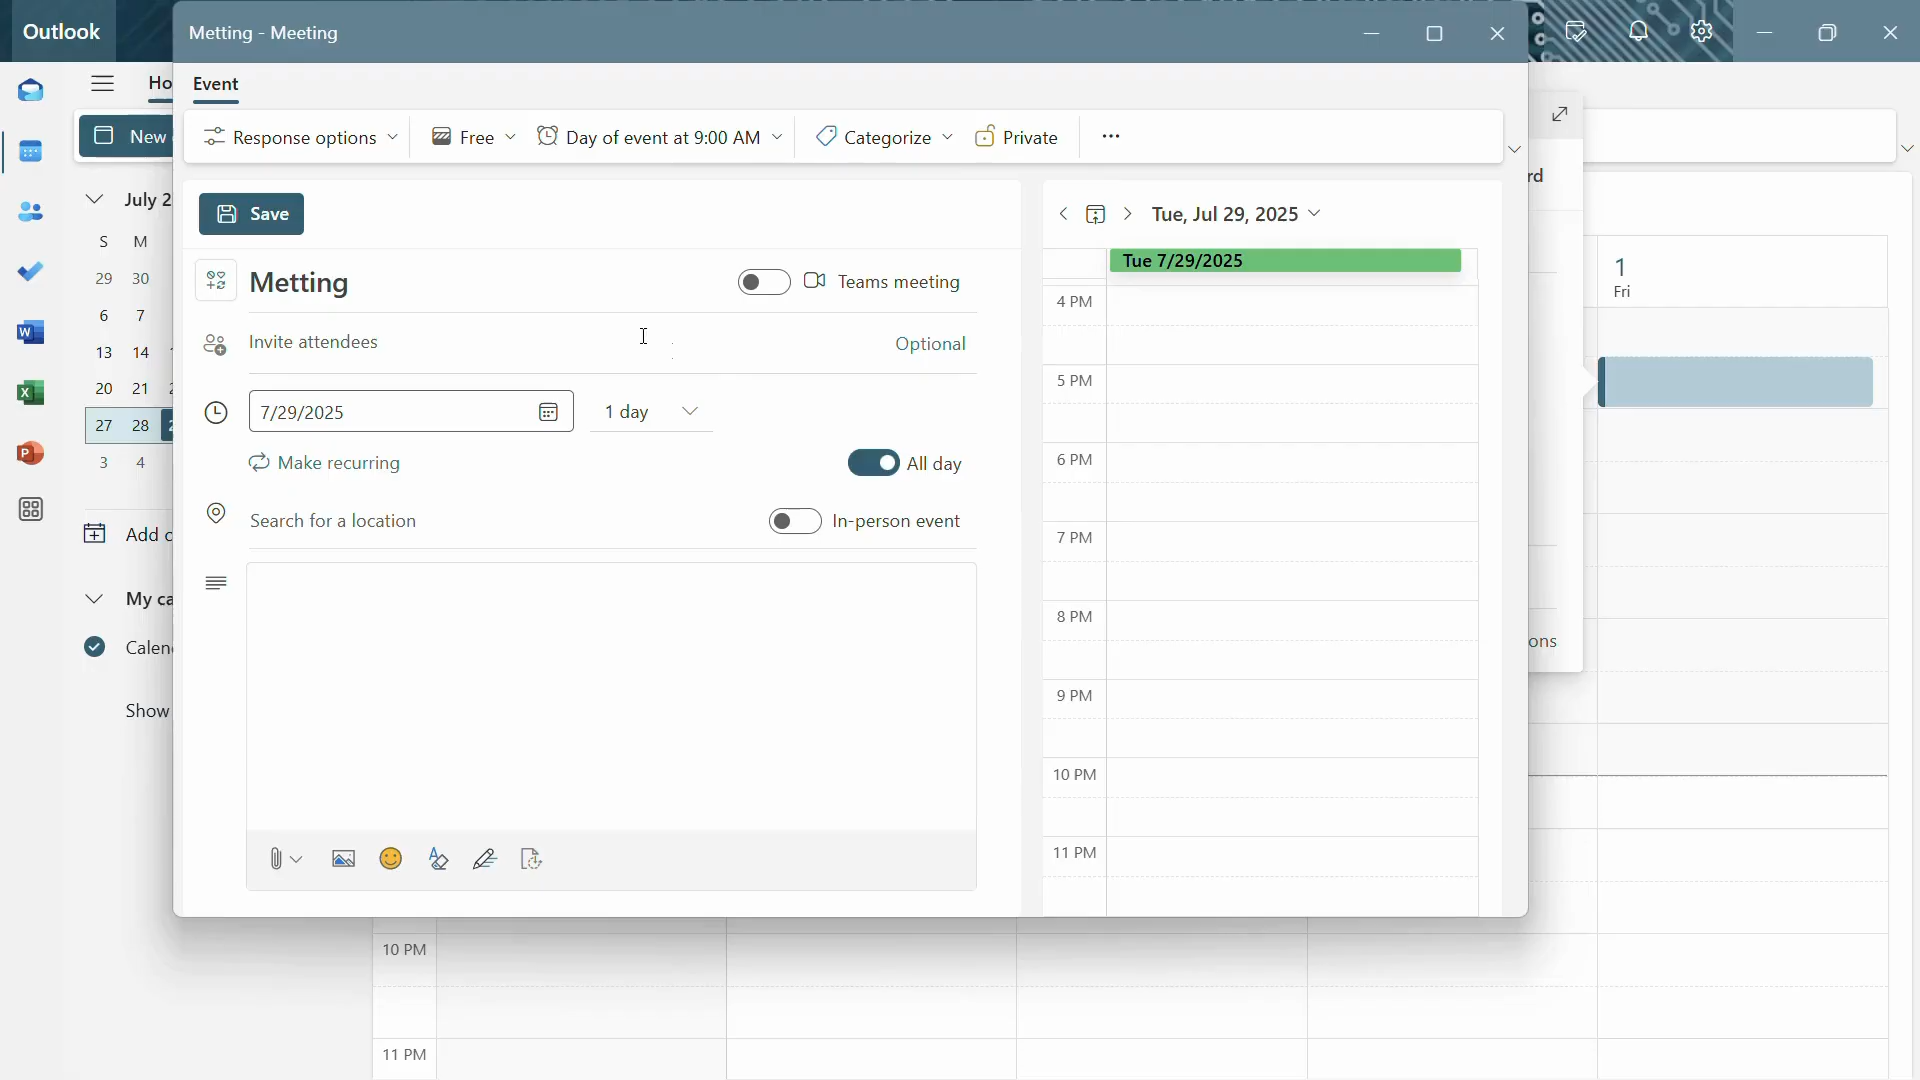 Outlook
Metting - Meeting
Ho
Event
New
Response options
Free
Day of event at 9:00 AM
Categorize
Private
rd
July 2
Save
Tue, Jul 29, 2025
S M
Metting
Teams meeting
Tue 7/29/2025
1
Fri
29 30
4 PM
6 7
Invite attendees
Optional
13 14
5 PM
20 21
7/29/2025
1 day
27 28 2
Make recurring
All day
6 PM
3 4
Search for a location
In-person event
Add c
7 PM
My ca
8 PM
Calen
ons
Show
9 PM
10 PM
11 PM
10 PM
11 PM